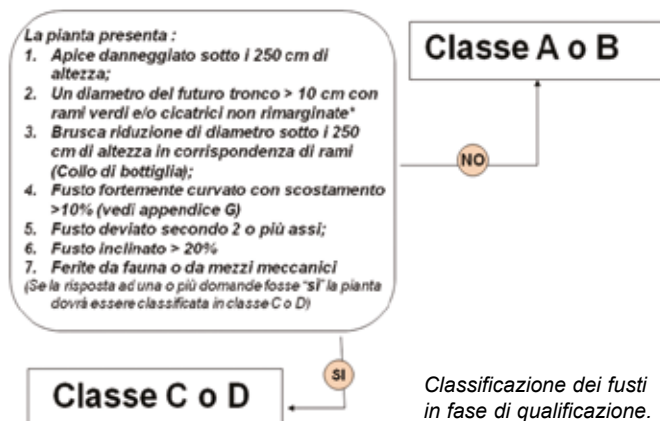 La pianta presenta :
1. Apice danneggiato sotto i 250 cm di
altezza;
2. Un diametro del futuro tronco > 10 cm con
rami verdi e/o cicatrici non rimarginate*
3. Brusca riduzione di diametro sotto i 250
cm di altezza in corrispondenza di rami
(Collo di bottiglia);
4. Fusto fortemente curvato con scostamento
>10% (vedi appendice G)
5. Fusto deviato secondo 2 o più assi;
6. Fusto inclinato > 20%
7. Ferite da fauna o da mezzi meccanici
(Se la risposta ad una o più domande fosse "si" la pianta
dovrà essere classificata in classe C o D)
Classe A o B
NO
SI
Classe C o D
Classificazione dei fusti
in fase di qualificazione.